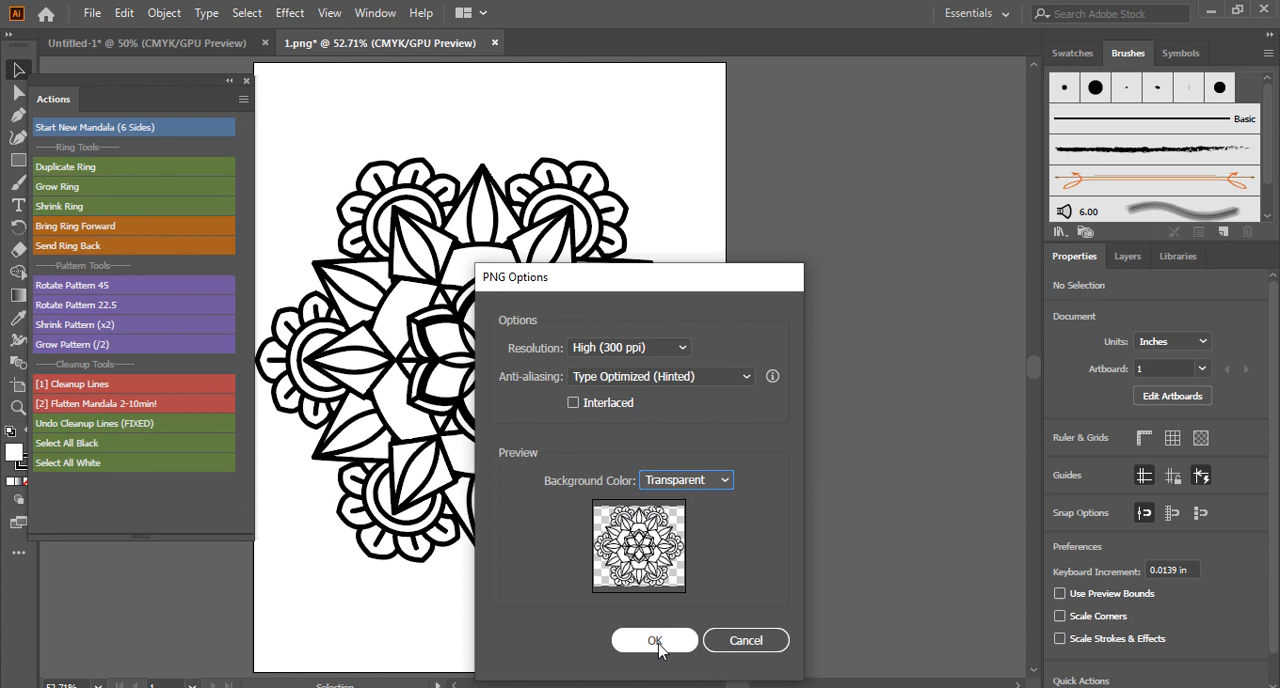 Ai File Edit Object Type Select Effect View Window Help Essentials Search Adobe Stock
Untitled-1* @ 50% (CMYK/GPU Preview) × 1.png* @ 52.71% (CMYK/GPU Preview) ×
Actions
Start New Mandala (6 Sides)
------Ring Tools------
Duplicate Ring
Grow Ring
Shrink Ring
Bring Ring Forward
Send Ring Back
------Pattern Tools------
Rotate Pattern 45
Rotate Pattern 22.5
Shrink Pattern (x2)
Grow Pattern (/2)
------Cleanup Tools------
[1] Cleanup Lines
[2] Flatten Mandala 2-10min!
Undo Cleanup Lines (FIXED)
Select All Black
Select All White
PNG Options
Options
Resolution: High (300 ppi)
Anti-aliasing: Type Optimized (Hinted)
Interlaced
Preview
Background Color: Transparent
OK Cancel
Swatches Brushes Symbols
Basic
6.00
Properties Layers Libraries
No Selection
Document
Units: Inches
Artboard: 1
Edit Artboards
Ruler & Grids
Guides
Snap Options
Preferences
Keyboard Increment: 0.0139 in
Use Preview Bounds
Scale Corners
Scale Strokes & Effects
Quick Actions
52.71% 1 Selection